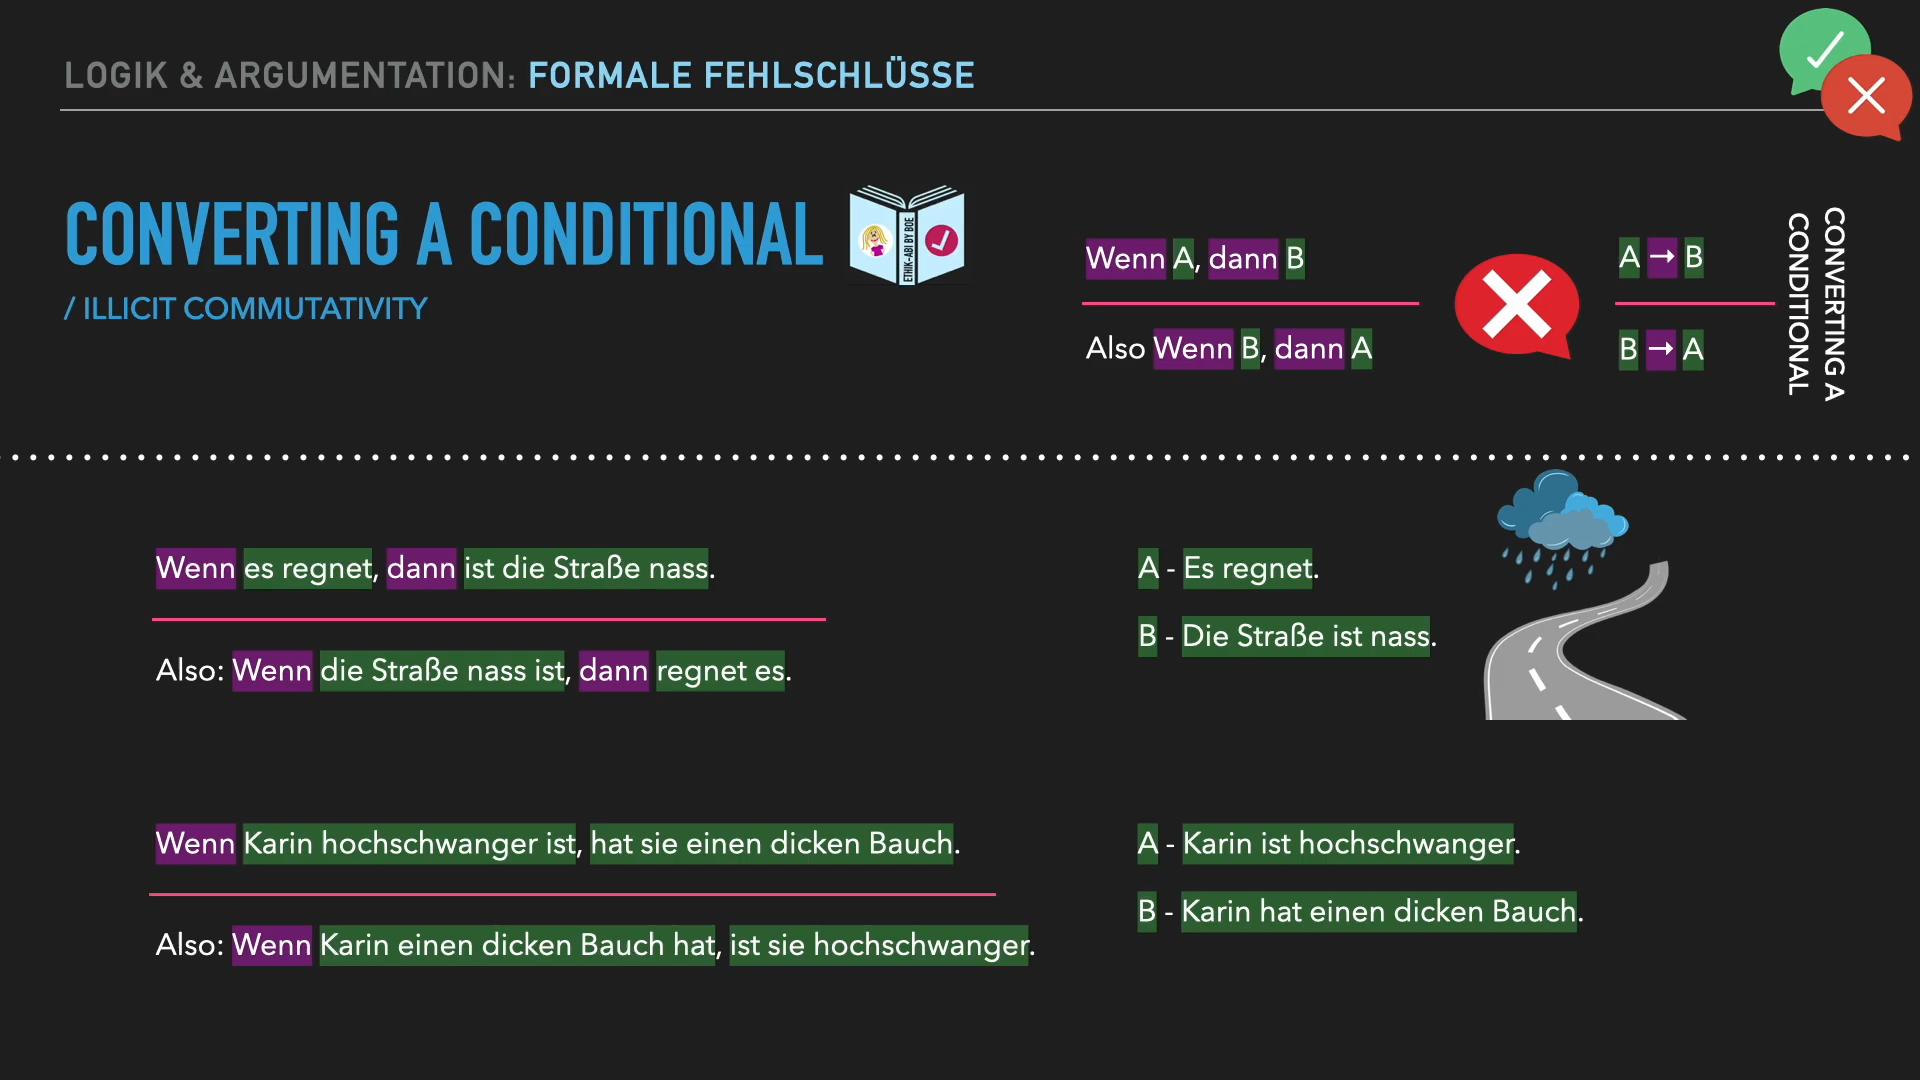 LOGIK & ARGUMENTATION: FORMALE FEHLSCHLÜSSE
CONVERTING A CONDITIONAL
/ ILLICIT COMMUTATIVITY
ETHIK-ABI BY BOE
Wenn A, dann B
Also Wenn B, dann A
A → B
B → A
CONVERTING A
CONDITIONAL
Wenn es regnet, dann ist die Straße nass.
Also: Wenn die Straße nass ist, dann regnet es.
A - Es regnet.
B - Die Straße ist nass.
Wenn Karin hochschwanger ist, hat sie einen dicken Bauch.
Also: Wenn Karin einen dicken Bauch hat, ist sie hochschwanger.
A - Karin ist hochschwanger.
B - Karin hat einen dicken Bauch.